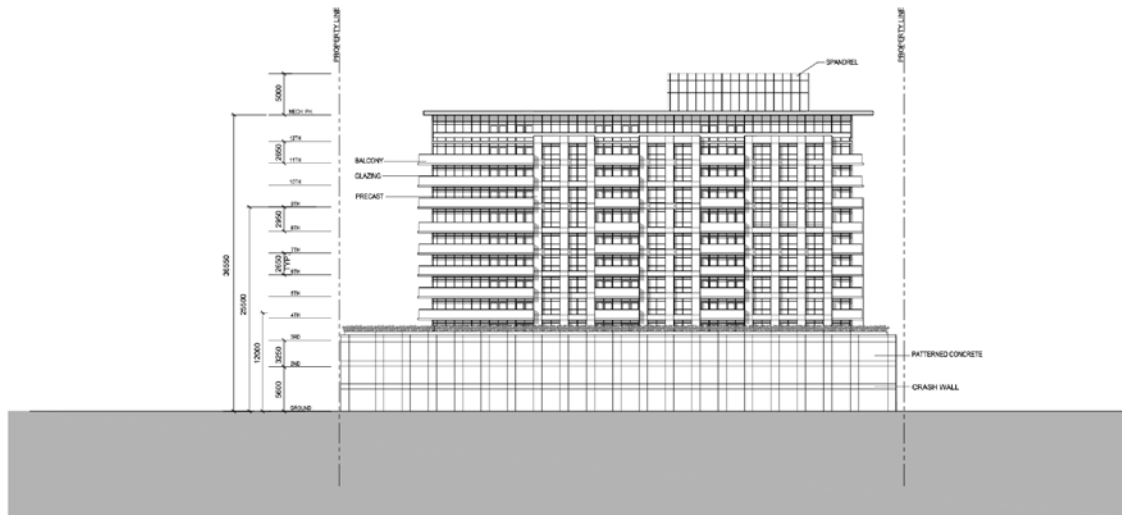 PROPERTY LINE
PROPERTY LINE
SPANDREL
5000
MECH. PH.
12TH
2650
11TH
BALCONY
GLAZING
10TH
PRECAST
9TH
2950
8TH
36550
7TH
2650
(TYP.)
6TH
25500
5TH
4TH
12000
3RD
3250
PATTERNED CONCRETE
2ND
CRASH WALL
5600
GROUND